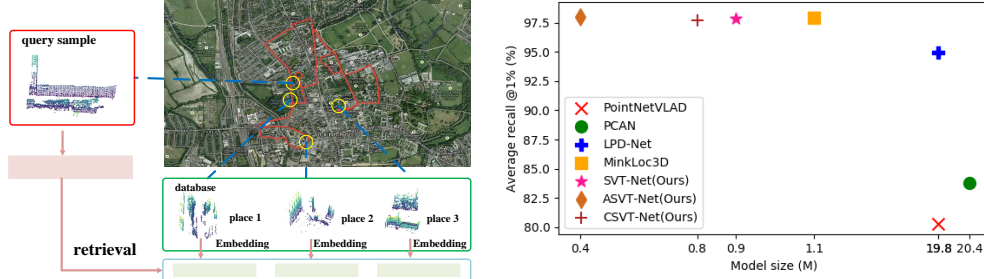 query sample
database
place 1
place 2
place 3
Embedding
Embedding
Embedding
retrieval
Average recall @1% (%)
97.5
95.0
92.5
90.0
87.5
85.0
82.5
80.0
PointNetVLAD
PCAN
LPD-Net
MinkLoc3D
SVT-Net(Ours)
ASVT-Net(Ours)
CSVT-Net(Ours)
0.4 0.8 0.9 1.1 19.8 20.4
Model size (M)